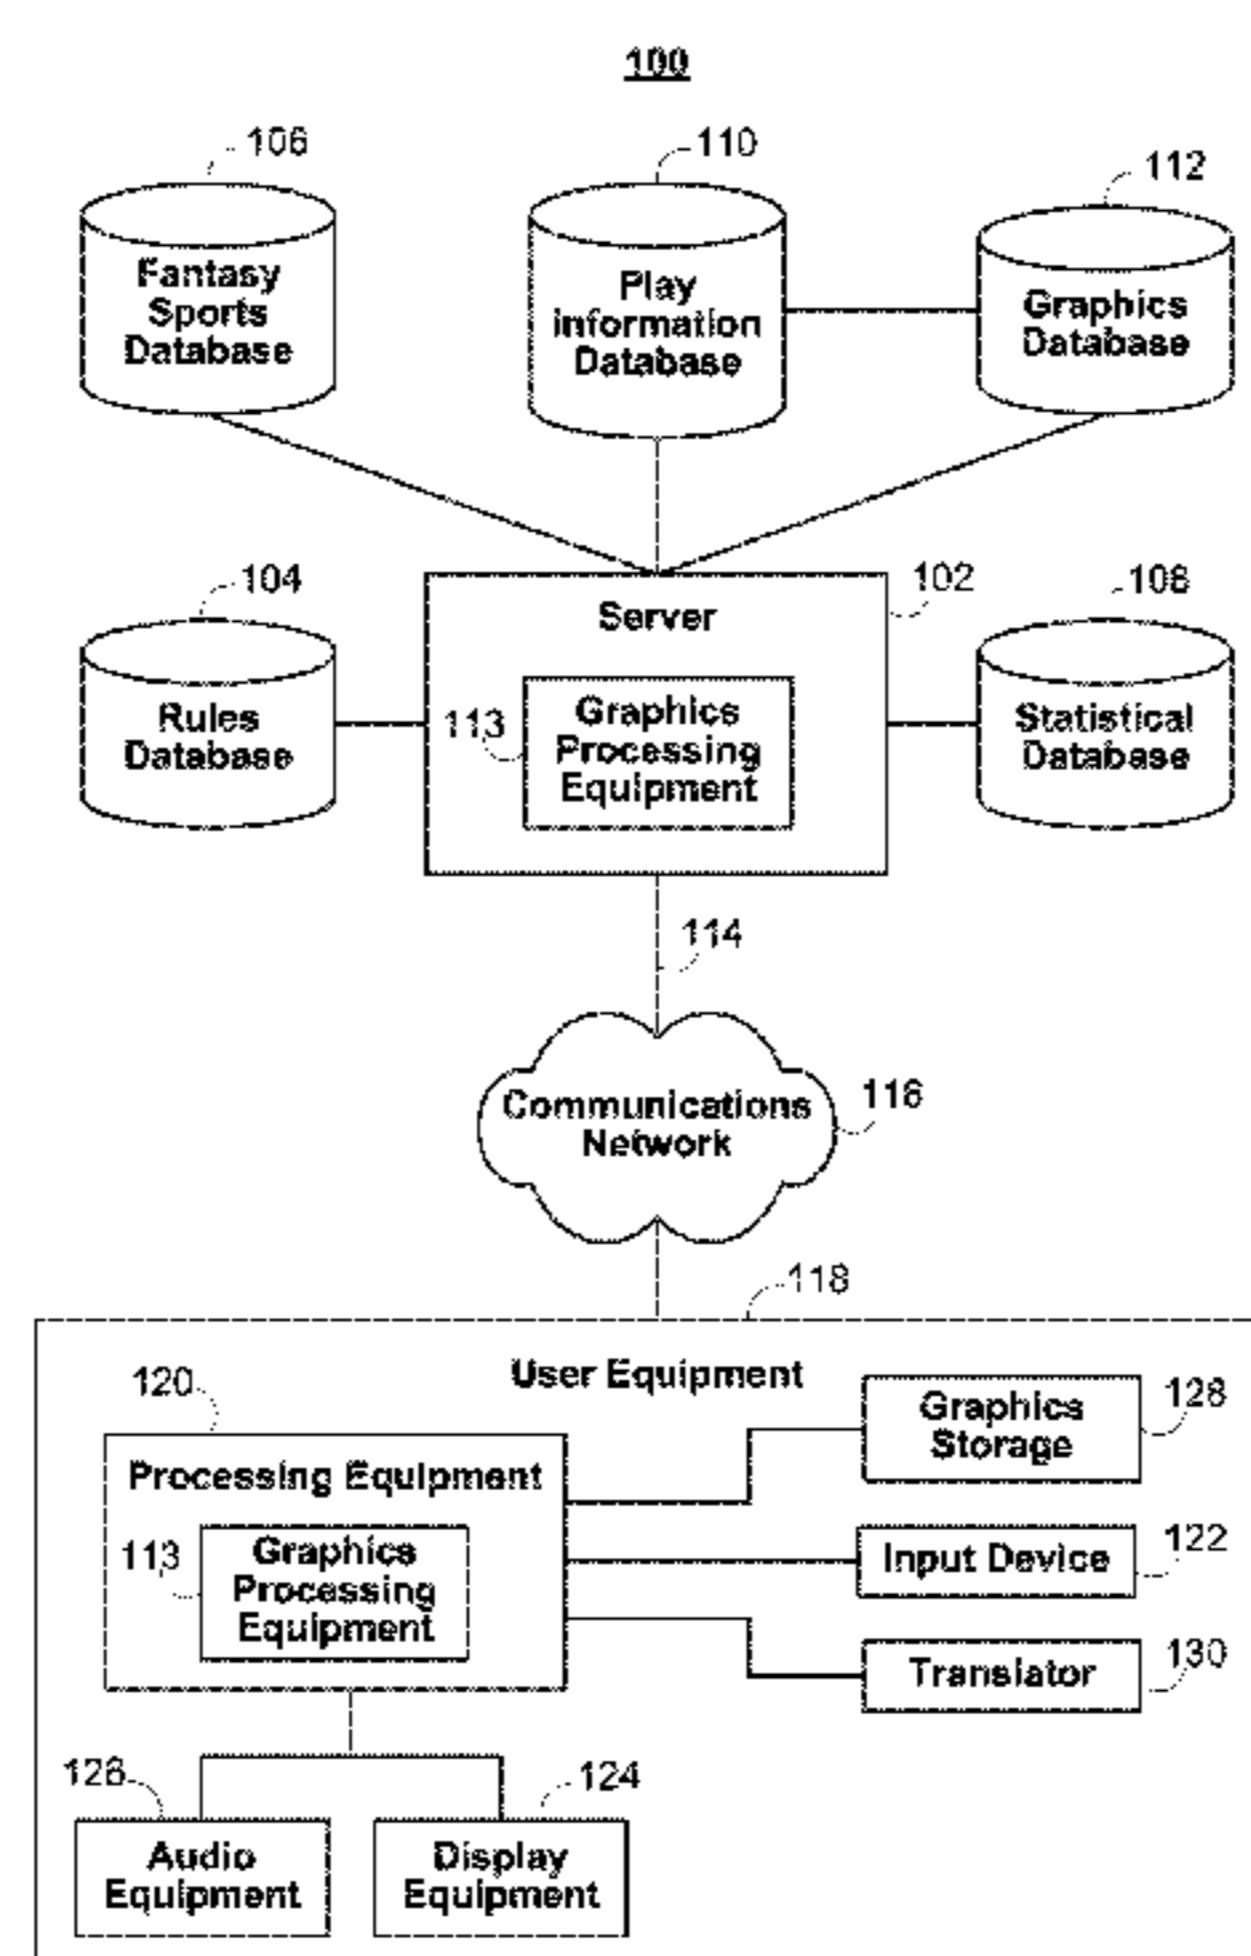 100
106
110
112
Fantasy
Sports
Database
Play
information
Database
Graphics
Database
104
102
108
Server
Rules
Database
113
Graphics
Processing
Equipment
Statistical
Database
114
Communications
Network
116
118
User Equipment
120
Processing Equipment
113
Graphics
Processing
Equipment
Graphics
Storage
128
Input Device
122
Translator
130
126
124
Audio
Equipment
Display
Equipment